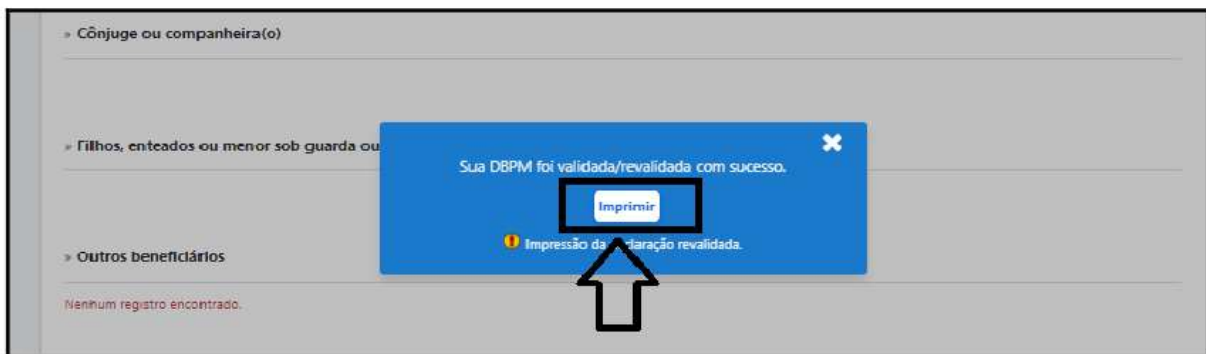 » Cônjuge ou companheira(o)
» Filhos, enteados ou menor sob guarda ou
Sua DBPM foi validada/revalidada com sucesso.
Imprimir
Impressão da declaração revalidada.
» Outros beneficiários
Nenhum registro encontrado.